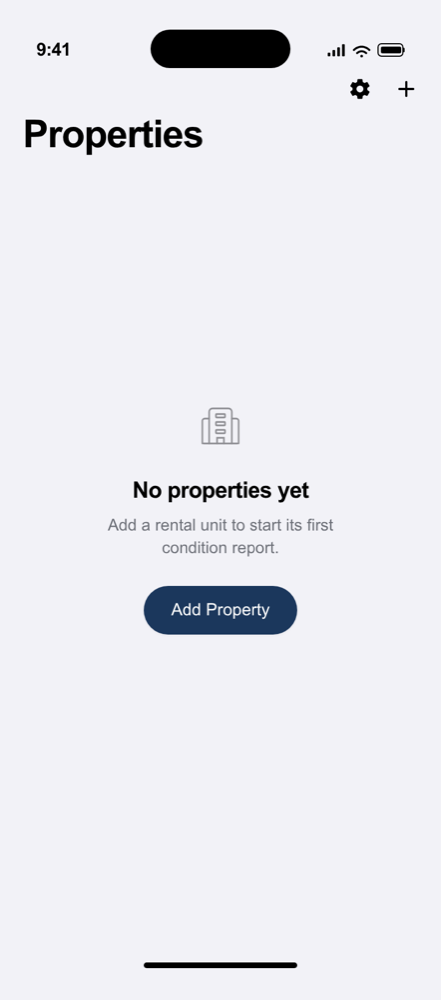 9:41
Properties
No properties yet
Add a rental unit to start its first
condition report.
Add Property